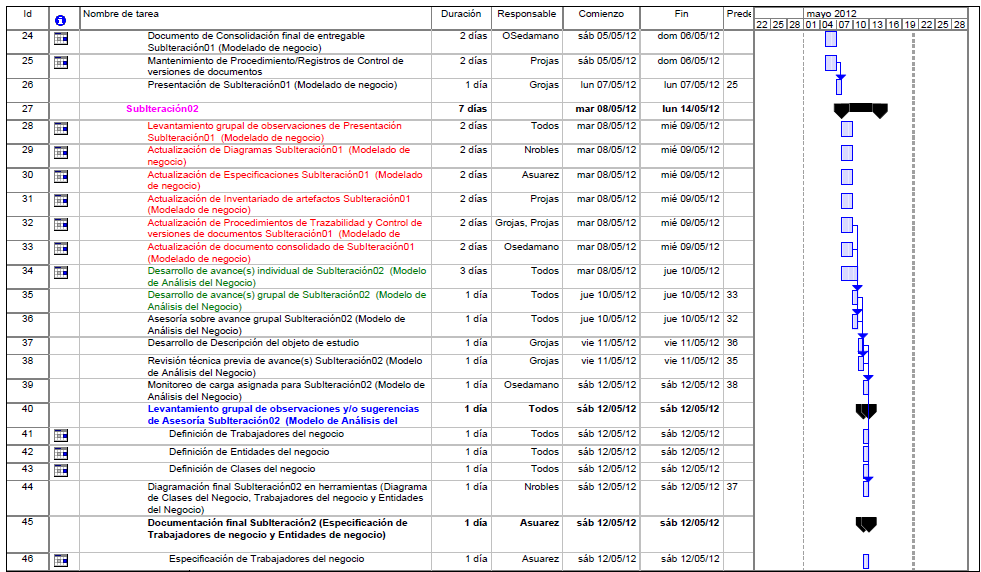 Id Nombre de tarea Duración Responsable Comienzo Fin Prede mayo 2012
22 25 28 01 04 07 10 13 16 19 22 25 28
24 Documento de Consolidación final de entregable SubIteración01 (Modelado de negocio) 2 días OSedamano sáb 05/05/12 dom 06/05/12
25 Mantenimiento de Procedimiento/Registros de Control de versiones de documentos 2 días Projas sáb 05/05/12 dom 06/05/12
26 Presentación de SubIteración01 (Modelado de negocio) 1 día Grojas lun 07/05/12 lun 07/05/12 25
27 SubIteración02 7 días mar 08/05/12 lun 14/05/12
28 Levantamiento grupal de observaciones de Presentación SubIteración01 (Modelado de negocio) 2 días Todos mar 08/05/12 mié 09/05/12
29 Actualización de Diagramas SubIteración01 (Modelado de negocio) 2 días Nrobles mar 08/05/12 mié 09/05/12
30 Actualización de Especificaciones SubIteración01 (Modelado de negocio) 2 días Asuarez mar 08/05/12 mié 09/05/12
31 Actualización de Inventariado de artefactos SubIteración01 (Modelado de negocio) 2 días Projas mar 08/05/12 mié 09/05/12
32 Actualización de Procedimientos de Trazabilidad y Control de versiones de documentos SubIteración01 (Modelado de 2 días Grojas, Projas mar 08/05/12 mié 09/05/12
33 Actualización de documento consolidado de SubIteración01 (Modelado de negocio) 2 días Osedamano mar 08/05/12 mié 09/05/12
34 Desarrollo de avance(s) individual de SubIteración02 (Modelo de Análisis del Negocio) 3 días Todos mar 08/05/12 jue 10/05/12
35 Desarrollo de avance(s) grupal de SubIteración02 (Modelo de Análisis del Negocio) 1 día Todos jue 10/05/12 jue 10/05/12 33
36 Asesoría sobre avance grupal SubIteración02 (Modelo de Análisis del Negocio) 1 día Todos jue 10/05/12 jue 10/05/12 32
37 Desarrollo de Descripción del objeto de estudio 1 día Grojas vie 11/05/12 vie 11/05/12 36
38 Revisión técnica previa de avance(s) SubIteración02 (Modelo de Análisis del Negocio) 1 día Grojas vie 11/05/12 vie 11/05/12 35
39 Monitoreo de carga asignada para SubIteración02 (Modelo de Análisis del Negocio) 1 día Osedamano sáb 12/05/12 sáb 12/05/12 38
40 Levantamiento grupal de observaciones y/o sugerencias de Asesoría SubIteración02 (Modelo de Análisis del 1 día Todos sáb 12/05/12 sáb 12/05/12
41 Definición de Trabajadores del negocio 1 día Todos sáb 12/05/12 sáb 12/05/12
42 Definición de Entidades del negocio 1 día Todos sáb 12/05/12 sáb 12/05/12
43 Definición de Clases del negocio 1 día Todos sáb 12/05/12 sáb 12/05/12
44 Diagramación final SubIteración02 en herramientas (Diagrama de Clases del Negocio, Trabajadores del negocio y Entidades del Negocio) 1 día Nrobles sáb 12/05/12 sáb 12/05/12 37
45 Documentación final SubIteración2 (Especificación de Trabajadores de negocio y Entidades de negocio) 1 día Asuarez sáb 12/05/12 sáb 12/05/12
46 Especificación de Trabajadores del negocio 1 día Asuarez sáb 12/05/12 sáb 12/05/12